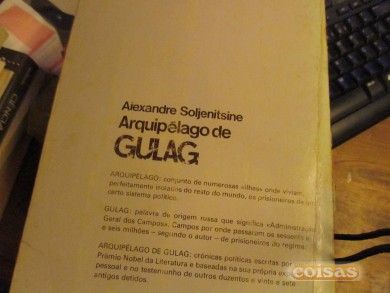 Alexandre Soljenitsine
Arquipélago de
GULAG
ARQUIPÉLAGO: conjunto de numerosas «ilhas» onde vivem,
perfeitamente isolados do resto do mundo, os prisioneiros de um
certo sistema político.
GULAG: palavra de origem russa que significa «Administração
Geral dos Campos». Campos por onde passaram os sessenta e
e seis milhões — segundo o autor — de prisioneiros do regime
ARQUIPÉLAGO DE GULAG: crónicas políticas escritas por
Prémio Nobel da Literatura e baseadas na sua própria
pessoal e no testemunho de outros duzentos e vinte e sete
antigos detidos.
CIÊNCIA
coisas